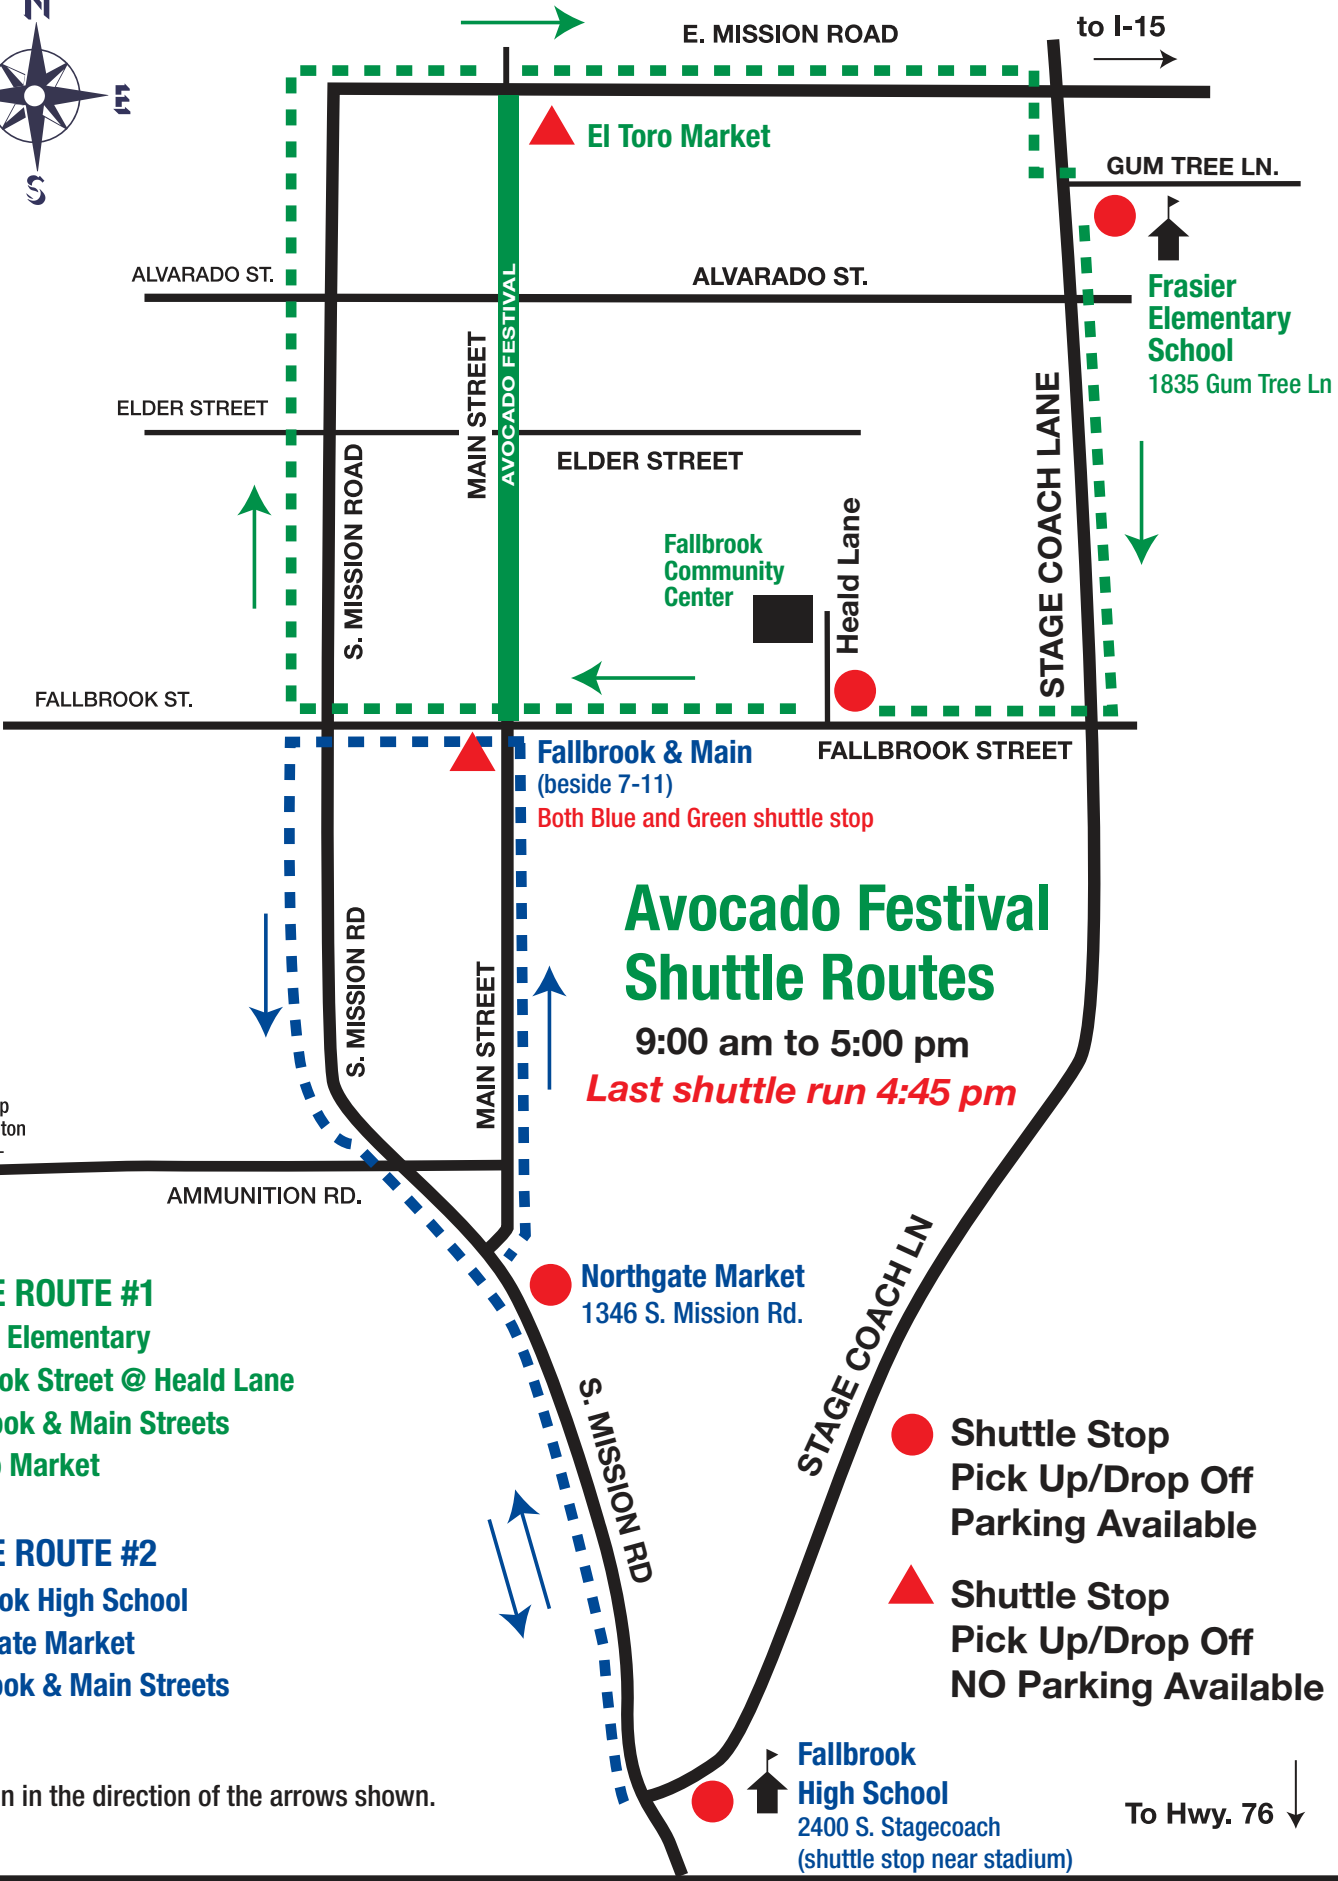 N
E
S
E. MISSION ROAD
to I-15
El Toro Market
GUM TREE LN.
ALVARADO ST.
ALVARADO ST.
Frasier
Elementary
School
1835 Gum Tree Ln
MAIN STREET
AVOCADO FESTIVAL
ELDER STREET
ELDER STREET
S. MISSION ROAD
STAGE COACH LANE
Fallbrook
Community
Center
Heald Lane
FALLBROOK ST.
FALLBROOK STREET
Fallbrook & Main
(beside 7-11)
Both Blue and Green shuttle stop
Avocado Festival
Shuttle Routes
9:00 am to 5:00 pm
Last shuttle run 4:45 pm
S. MISSION RD
MAIN STREET
p
ton
AMMUNITION RD.
Northgate Market
1346 S. Mission Rd.
STAGE COACH LN
S. MISSION RD
E ROUTE #1
Elementary
ok Street @ Heald Lane
ook & Main Streets
Market
E ROUTE #2
ok High School
ate Market
ook & Main Streets
n in the direction of the arrows shown.
Shuttle Stop
Pick Up/Drop Off
Parking Available
Shuttle Stop
Pick Up/Drop Off
NO Parking Available
Fallbrook
High School
2400 S. Stagecoach
(shuttle stop near stadium)
To Hwy. 76